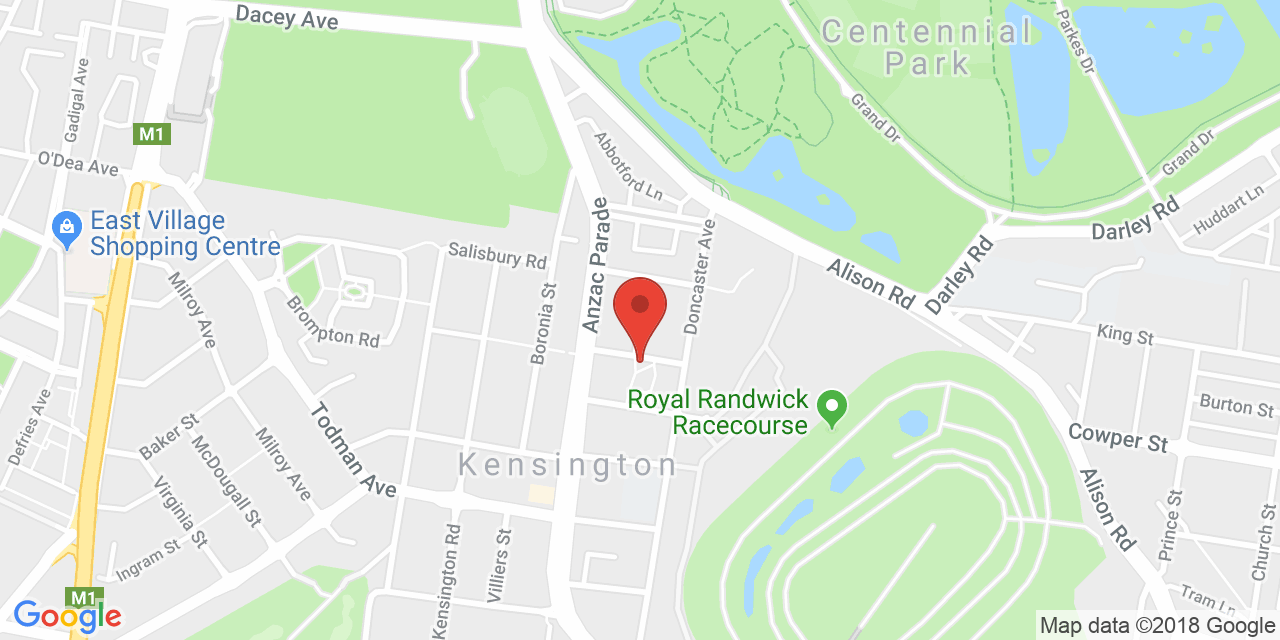 Dacey Ave
Centennial
Park
Parkes Dr
Gadigal Ave
M1
Grand Dr
Grand Dr
O'Dea Ave
Abbotford Ln
Huddart Ln
East Village
Shopping Centre
Anzac Parade
Darley Rd
Salisbury Rd
Doncaster Ave
Alison Rd
Darley Rd
Milroy Ave
Brompton Rd
Boronia St
King St
Royal Randwick
Racecourse
Burton St
Defries Ave
Baker St
Todman Ave
Cowper St
McDougall St
Milroy Ave
Kensington
Virginia St
Alison Rd
Prince St
Church St
Ingram St
Kensington Rd
Villiers St
Tram Ln
M1
Google
Map data ©2018 Google